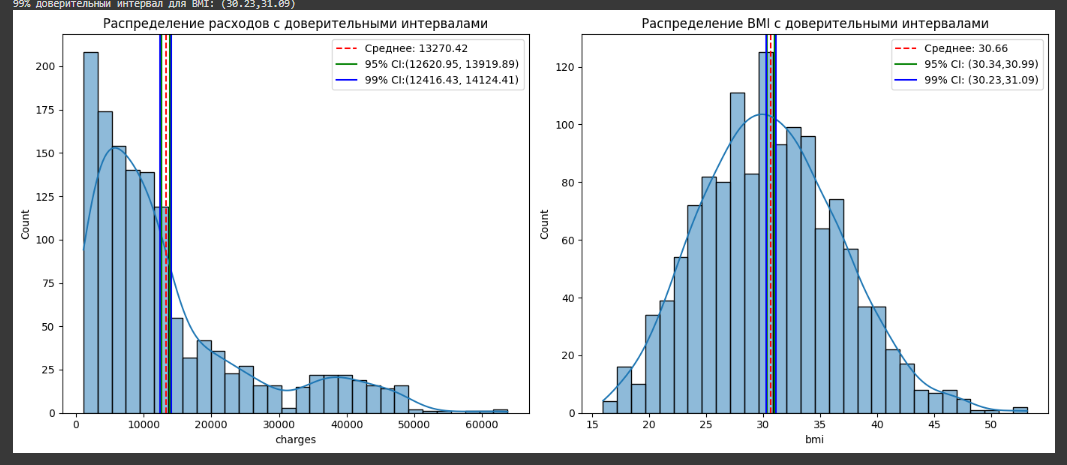 99% доверительный интервал для BMI: (30.23,31.09)
Распределение расходов с доверительными интервалами
Среднее: 13270.42
95% CI:(12620.95, 13919.89)
99% CI:(12416.43, 14124.41)
200
175
150
125
100
75
50
25
0
Count
0 10000 20000 30000 40000 50000 60000
charges
Распределение BMI с доверительными интервалами
Среднее: 30.66
95% CI: (30.34,30.99)
99% CI: (30.23,31.09)
120
100
80
60
40
20
0
Count
15 20 25 30 35 40 45 50
bmi